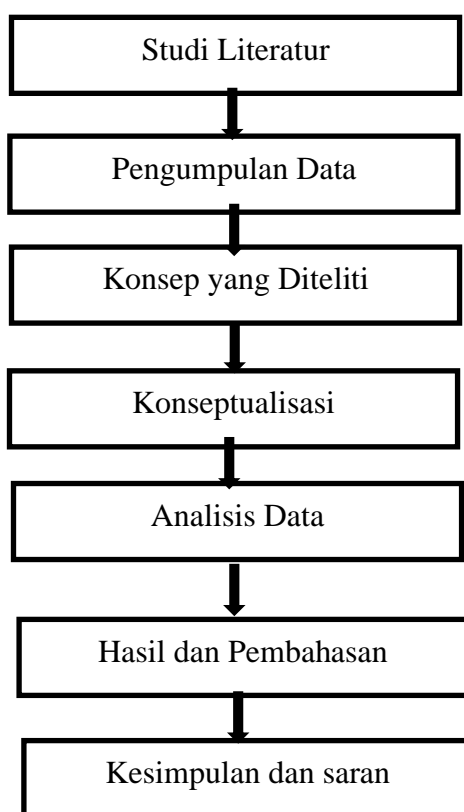 Studi Literatur
Pengumpulan Data
Konsep yang Diteliti
Konseptualisasi
Analisis Data
Hasil dan Pembahasan
Kesimpulan dan saran